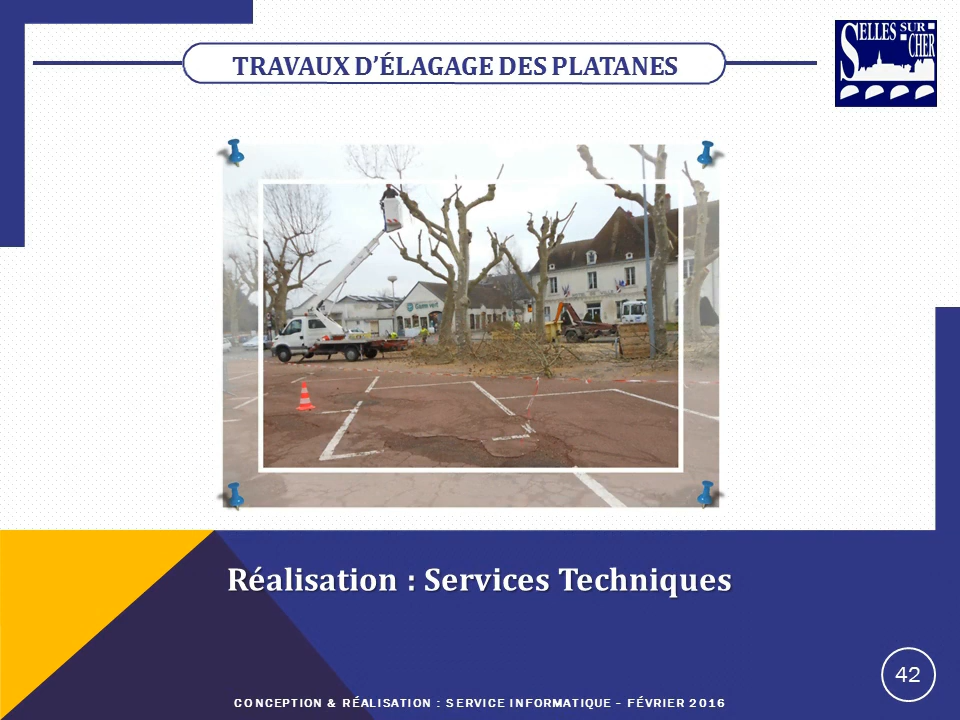 TRAVAUX D’ÉLAGAGE DES PLATANES
SELLES SUR
CHER
Réalisation : Services Techniques
42
CONCEPTION & RÉALISATION : SERVICE INFORMATIQUE - FÉVRIER 2016